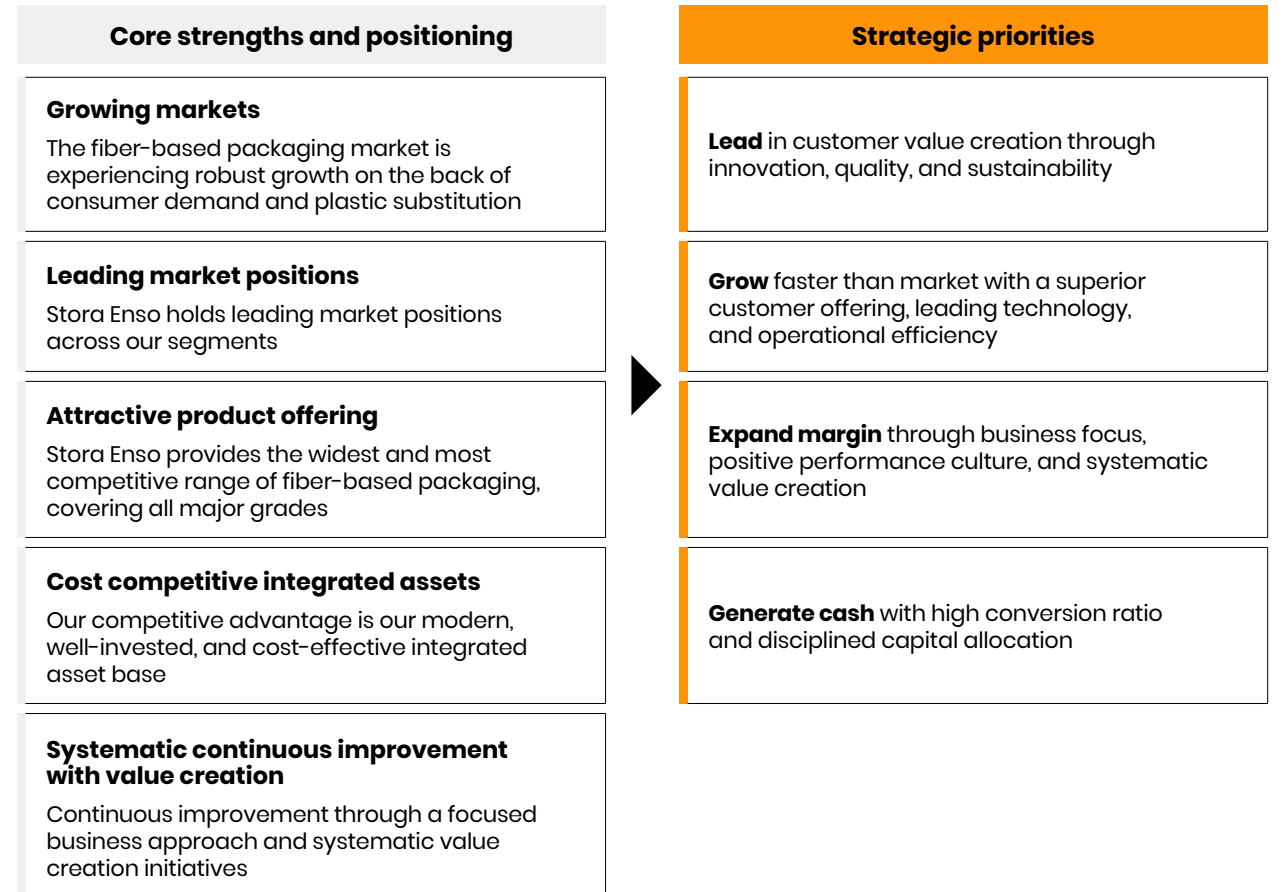 Core strengths and positioning
Growing markets
The fiber-based packaging market is
experiencing robust growth on the back of
consumer demand and plastic substitution
Leading market positions
Stora Enso holds leading market positions
across our segments
Attractive product offering
Stora Enso provides the widest and most
competitive range of fiber-based packaging,
covering all major grades
Cost competitive integrated assets
Our competitive advantage is our modern,
well-invested, and cost-effective integrated
asset base
Systematic continuous improvement
with value creation
Continuous improvement through a focused
business approach and systematic value
creation initiatives
Strategic priorities
Lead in customer value creation through
innovation, quality, and sustainability
Grow faster than market with a superior
customer offering, leading technology,
and operational efficiency
Expand margin through business focus,
positive performance culture, and systematic
value creation
Generate cash with high conversion ratio
and disciplined capital allocation